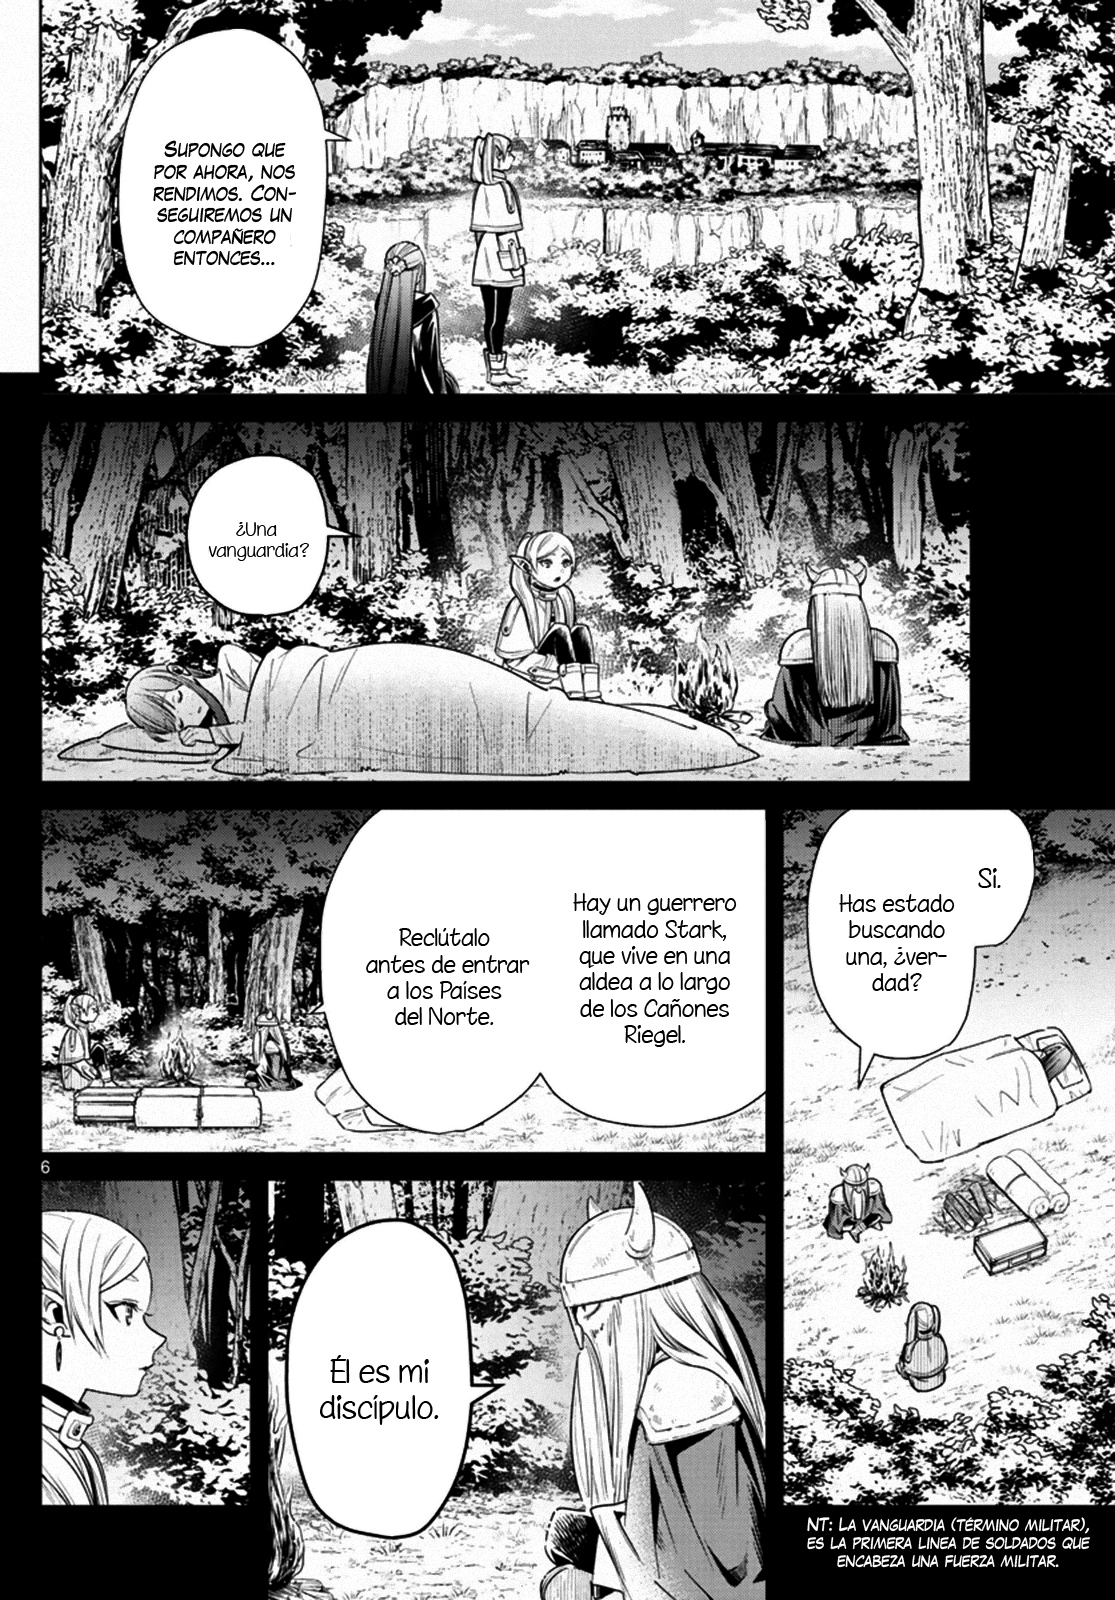 Supongo que
por ahora, nos
rendimos. Con-
seguiremos un
compañero
entonces...
¿Una
vanguardia?
Si.
Has estado
buscando
una, ¿ver-
dad?
Hay un guerrero
llamado Stark,
que vive en una
aldea a lo largo
de los Cañones
Riegel.
Reclútalo
antes de entrar
a los Países
del Norte.
6
Él es mi
discípulo.
NT: La vanguardia (término militar),
es la primera linea de soldados que
encabeza una fuerza militar.